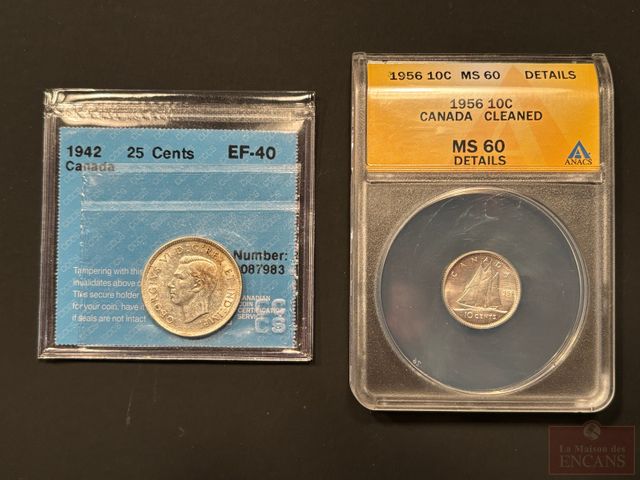 1942 25 Cents EF-40
Canada
Number:
087983
Tampering with this
invalidates above
This secure holder
for your coin, have
if seals are not intact
CANADIAN
COIN
CERTIFICATION
SERVICE
1956 10C MS 60 DETAILS
1956 10C
CANADA CLEANED
MS 60
DETAILS
ANACS
CANADA
10 CENTS
La Maison des
ENCANS